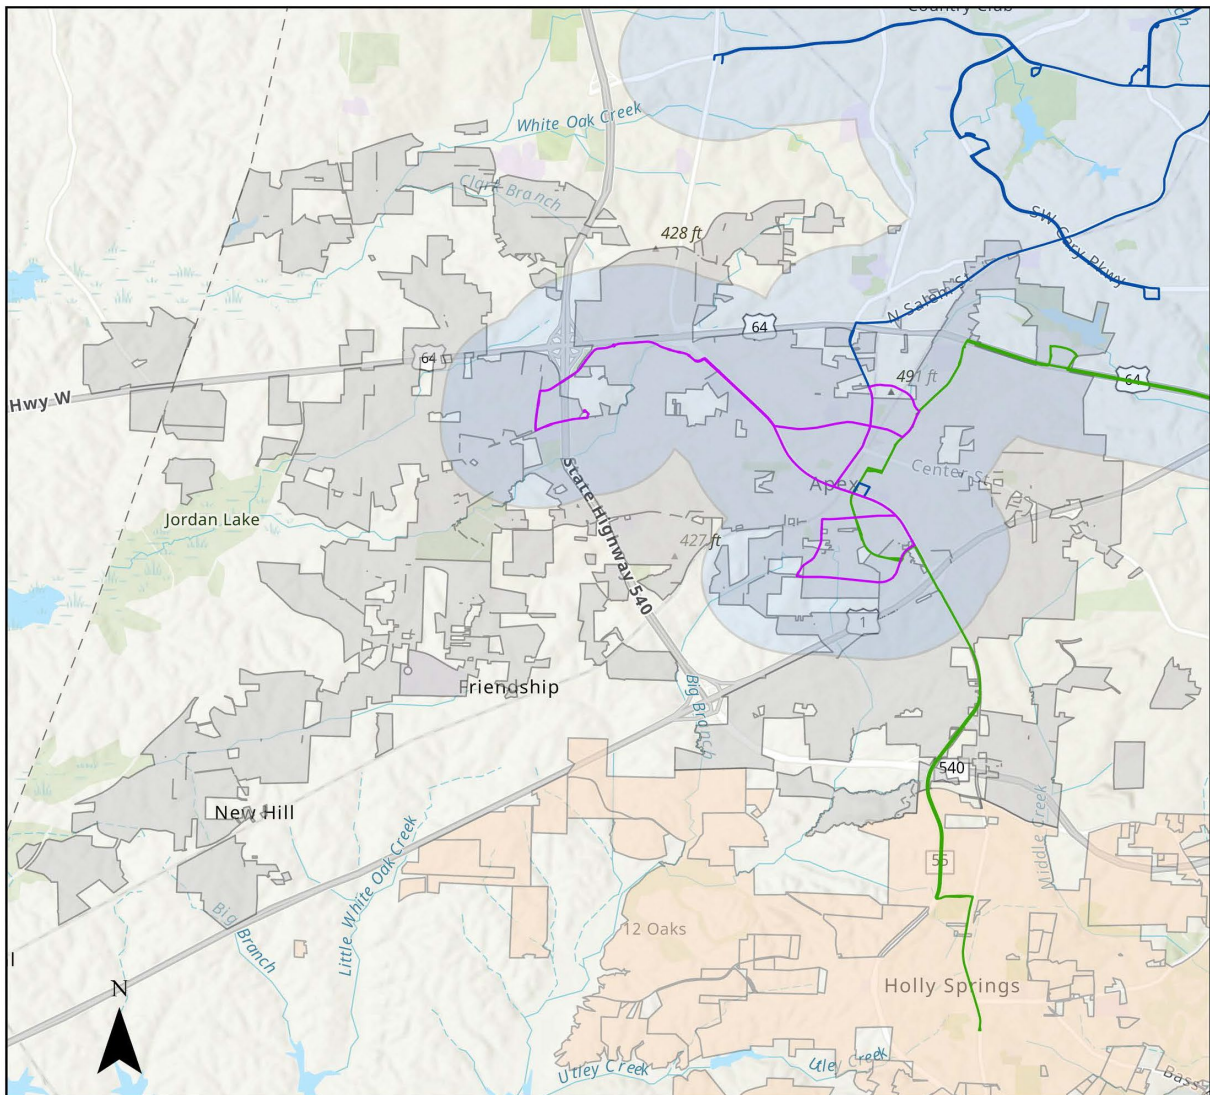 Country Club
ch
White Oak Creek
Clark Branch
428 ft
SW Cary Pkwy
N Salem St
64
64
491 ft
64
Hwy W
Center St
Apex
State Highway 540
Jordan Lake
427 ft
1
Friendship
Big Branch
540
New Hill
Little White Oak Creek
55
Middle Creek
Big Branch
12 Oaks
l
Holly Springs
N
Utley Creek
Utley Creek
Bass